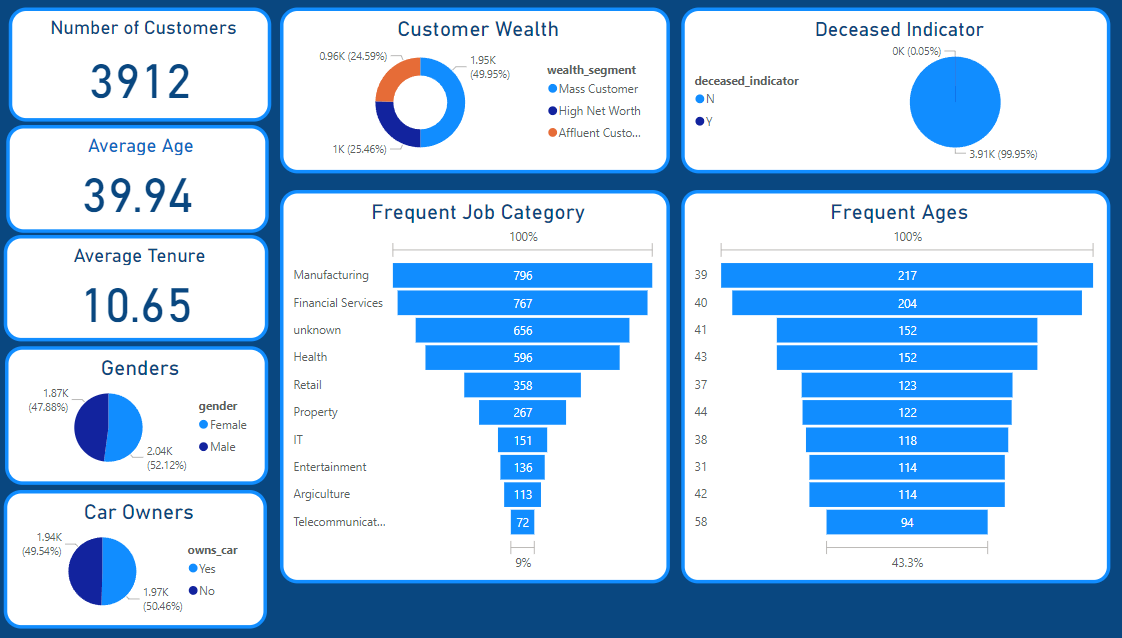 Number of Customers
3912
Average Age
39.94
Average Tenure
10.65
Genders
1.87K
(47.88%)
2.04K
(52.12%)
gender
Female
Male
Car Owners
1.94K
(49.54%)
1.97K
(50.46%)
owns_car
Yes
No
Customer Wealth
0.96K (24.59%)
1.95K
(49.95%)
1K (25.46%)
wealth_segment
Mass Customer
High Net Worth
Affluent Custo...
Deceased Indicator
0K (0.05%)
3.91K (99.95%)
deceased_indicator
N
Y
Frequent Job Category
100%
Manufacturing 796
Financial Services 767
unknown 656
Health 596
Retail 358
Property 267
IT 151
Entertainment 136
Argiculture 113
Telecommunicat... 72
9%
Frequent Ages
100%
39 217
40 204
41 152
43 152
37 123
44 122
38 118
31 114
42 114
58 94
43.3%